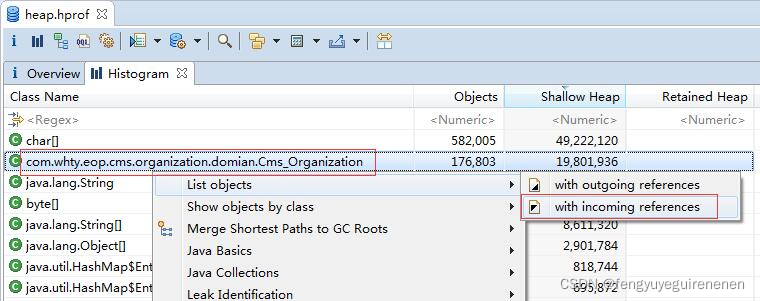 heap.hprof
i OQL
i Overview Histogram
Class Name Objects Shallow Heap Retained Heap
<Regex> <Numeric> <Numeric> <Numeric>
char[] 582,005 49,222,120
com.whty.eop.cms.organization.domian.Cms_Organization 176,803 19,801,936
java.lang.String List objects with outgoing references
byte[] Show objects by class with incoming references
java.lang.String[] Merge Shortest Paths to GC Roots 8,611,320
java.lang.Object[] Java Basics 2,901,784
java.util.HashMap$Ent Java Collections 818,744
java.util.HashMap$Ent Leak Identification 695,872
CSDN @fengyuyeguirenenen